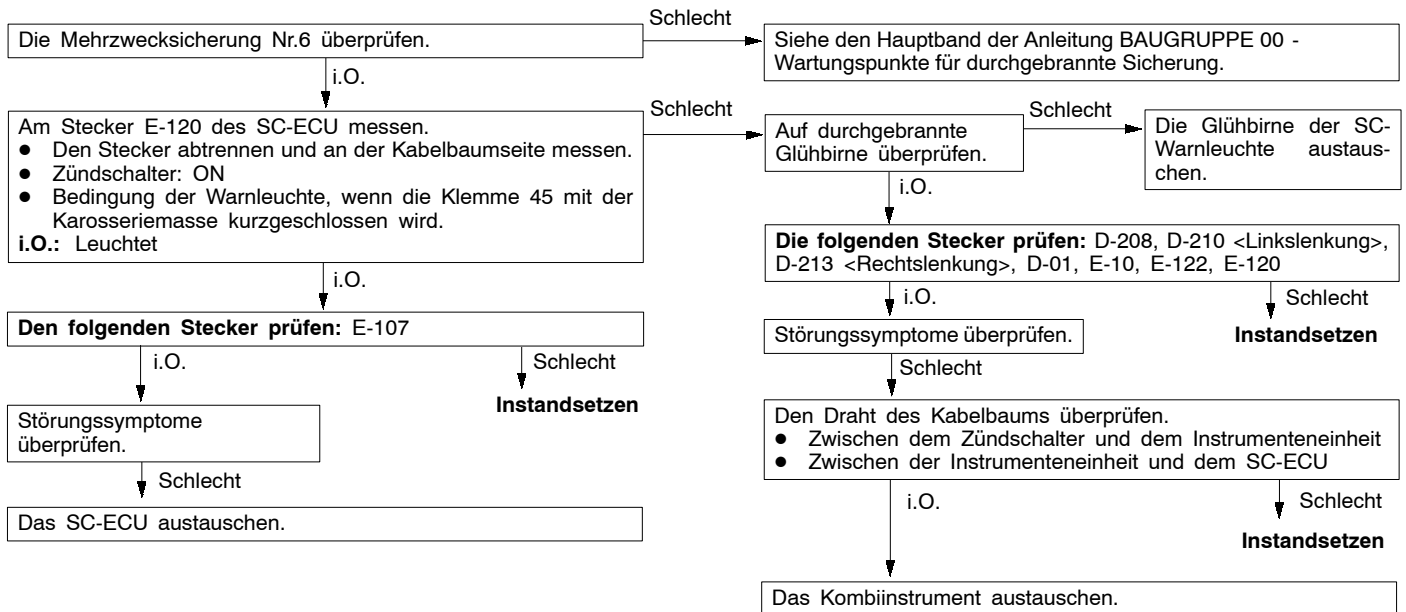 Die Mehrzwecksicherung Nr.6 überprüfen.
Schlecht
Siehe den Hauptband der Anleitung BAUGRUPPE 00 -
Wartungspunkte für durchgebrannte Sicherung.
i.O.
Am Stecker E-120 des SC-ECU messen.
● Den Stecker abtrennen und an der Kabelbaumseite messen.
● Zündschalter: ON
● Bedingung der Warnleuchte, wenn die Klemme 45 mit der
Karosseriemasse kurzgeschlossen wird.
i.O.: Leuchtet
Schlecht
Auf durchgebrannte
Glühbirne überprüfen.
Schlecht
Die Glühbirne der SC-
Warnleuchte austau-
schen.
i.O.
Die folgenden Stecker prüfen: D-208, D-210 <Linkslenkung>,
D-213 <Rechtslenkung>, D-01, E-10, E-122, E-120
i.O.
Den folgenden Stecker prüfen: E-107
i.O.
Schlecht
Instandsetzen
Störungssymptome
überprüfen.
Schlecht
Das SC-ECU austauschen.
i.O.
Schlecht
Instandsetzen
Störungssymptome überprüfen.
Schlecht
Den Draht des Kabelbaums überprüfen.
● Zwischen dem Zündschalter und dem Instrumenteneinheit
● Zwischen der Instrumenteneinheit und dem SC-ECU
i.O.
Schlecht
Instandsetzen
Das Kombiinstrument austauschen.